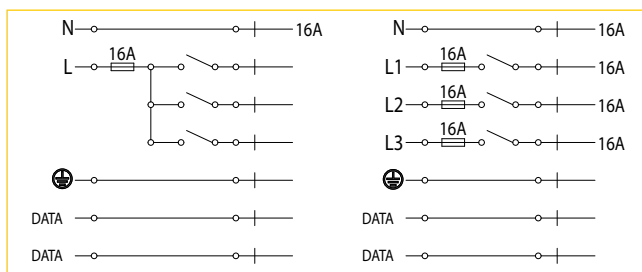 N 16A
L 16A
DATA
DATA
N 16A
L1 16A 16A
L2 16A 16A
L3 16A 16A
DATA
DATA